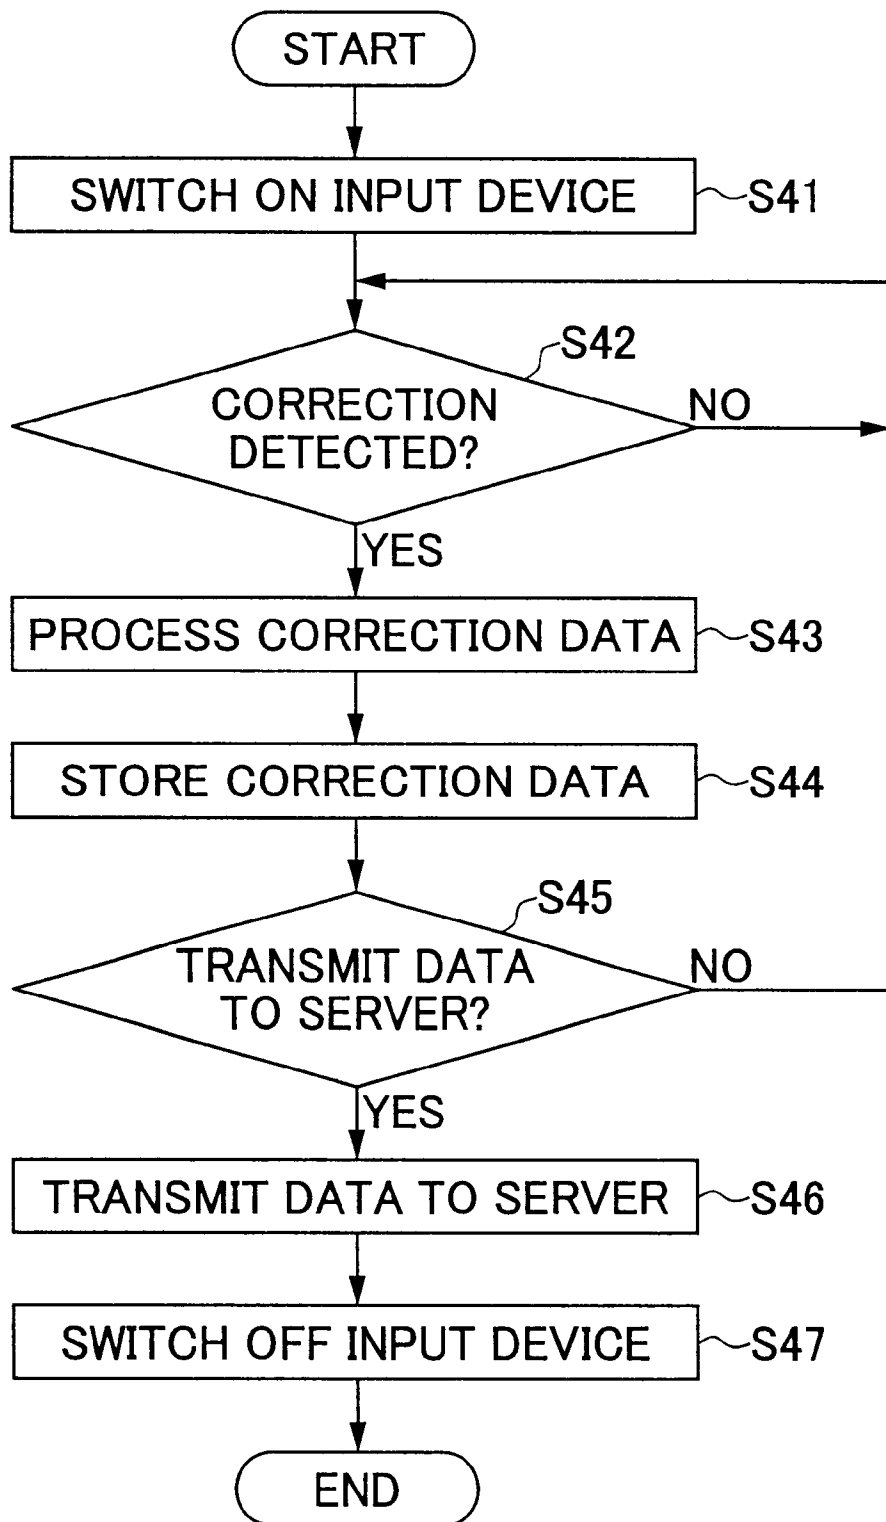 START
SWITCH ON INPUT DEVICE
S41
S42
CORRECTION
DETECTED?
NO
YES
PROCESS CORRECTION DATA
S43
STORE CORRECTION DATA
S44
S45
TRANSMIT DATA
TO SERVER?
NO
YES
TRANSMIT DATA TO SERVER
S46
SWITCH OFF INPUT DEVICE
S47
END